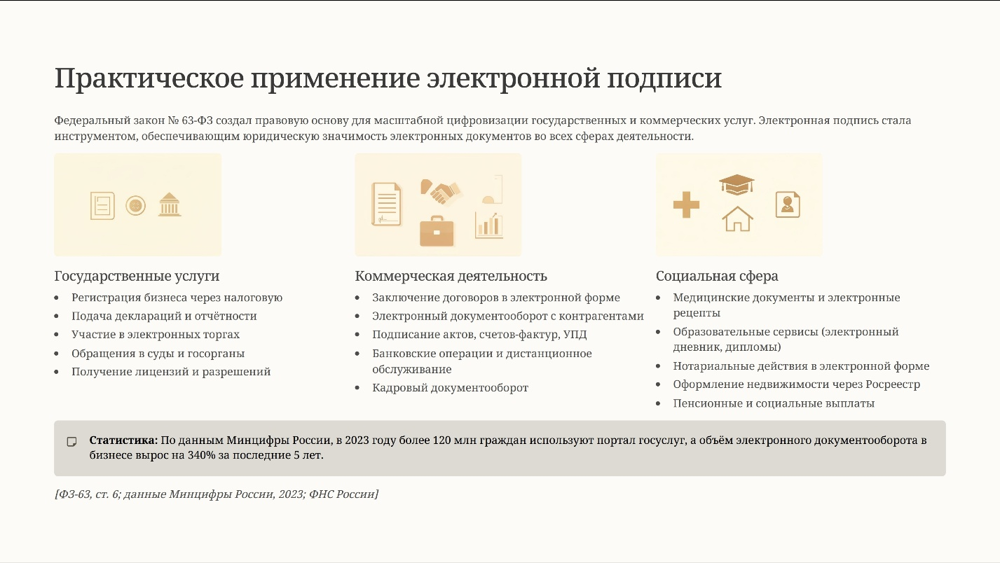 Практическое применение электронной подписи
Федеральный закон № 63-ФЗ создал правовую основу для масштабной цифровизации государственных и коммерческих услуг. Электронная подпись стала
инструментом, обеспечивающим юридическую значимость электронных документов во всех сферах деятельности.
Государственные услуги
• Регистрация бизнеса через налоговую
• Подача деклараций и отчётности
• Участие в электронных торгах
• Обращения в суды и госорганы
• Получение лицензий и разрешений
Коммерческая деятельность
• Заключение договоров в электронной форме
• Электронный документооборот с контрагентами
• Подписание актов, счетов-фактур, УПД
• Банковские операции и дистанционное
обслуживание
• Кадровый документооборот
Социальная сфера
• Медицинские документы и электронные
рецепты
• Образовательные сервисы (электронный
дневник, дипломы)
• Нотариальные действия в электронной форме
• Оформление недвижимости через Росреестр
• Пенсионные и социальные выплаты
Статистика: По данным Минцифры России, в 2023 году более 120 млн граждан используют портал госуслуг, а объём электронного документооборота в
бизнесе вырос на 340% за последние 5 лет.
[ФЗ-63, ст. 6; данные Минцифры России, 2023; ФНС России]